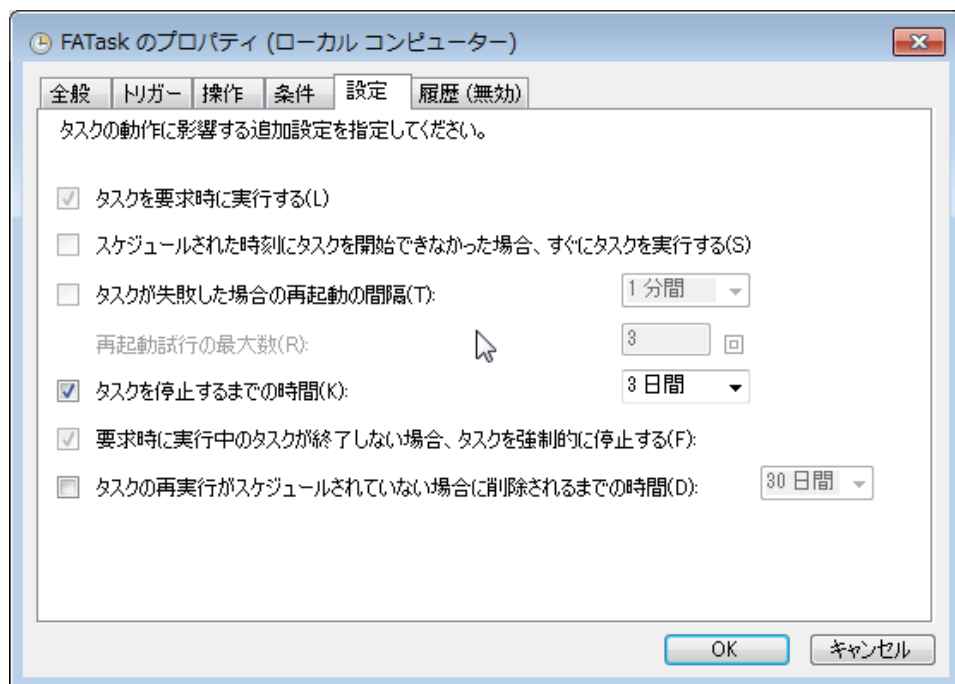 FATask のプロパティ (ローカル コンピューター)
全般 トリガー 操作 条件 設定 履歴 (無効)
タスクの動作に影響する追加設定を指定してください。
タスクを要求時に実行する(L)
スケジュールされた時刻にタスクを開始できなかった場合、すぐにタスクを実行する(S)
タスクが失敗した場合の再起動の間隔(T): 1 分間
再起動試行の最大数(R): 3
タスクを停止するまでの時間(K): 3 日間
要求時に実行中のタスクが終了しない場合、タスクを強制的に停止する(F):
タスクの再実行がスケジュールされていない場合に削除されるまでの時間(D): 30 日間
OK キャンセル